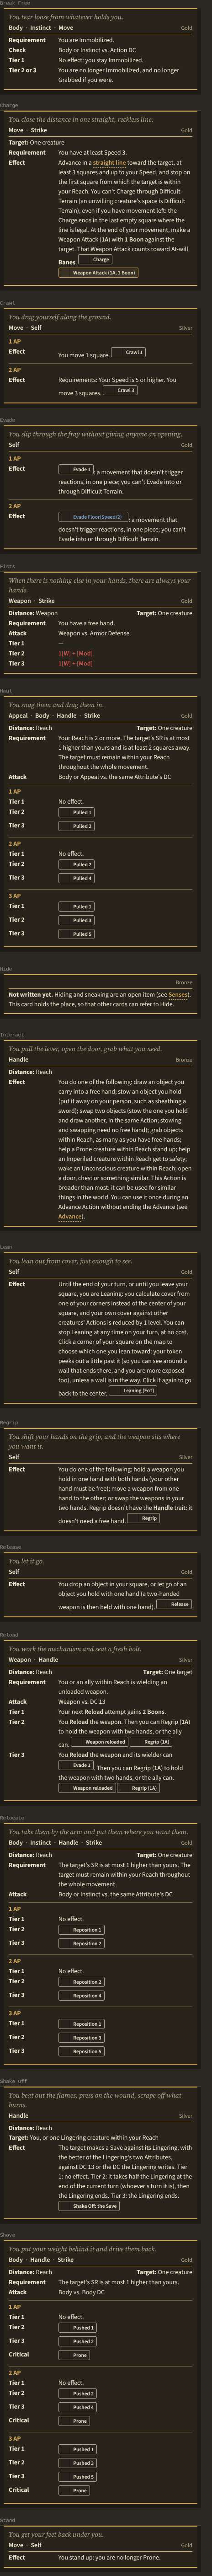 Break Free
You tear loose from whatever holds you.
Body · Instinct · Move Gold
Requirement You are Immobilized.
Check Body or Instinct vs. Action DC
Tier 1 No effect: you stay Immobilized.
Tier 2 or 3 You are no longer Immobilized, and no longer
Grabbed if you were.
Charge
You close the distance in one straight, reckless line.
Move · Strike Gold
Target: One creature
Requirement You have at least Speed 3.
Effect Advance in a straight line toward the target, at
least 3 squares and up to your Speed, and stop on
the first square from which the target is within
your Reach. You can't Charge through Difficult
Terrain (an unwilling creature's space is Difficult
Terrain), even if you have movement left: the
Charge ends in the last empty square where the
line is legal. At the end of your movement, make a
Weapon Attack (1A) with 1 Boon against the
target. That Weapon Attack counts toward At-will
Banes. Charge
Weapon Attack (1A, 1 Boon)
Crawl
You drag yourself along the ground.
Move · Self Silver
1 AP
Effect You move 1 square. Crawl 1
2 AP
Effect Requirements: Your Speed is 5 or higher. You
move 3 squares. Crawl 3
Evade
You slip through the fray without giving anyone an opening.
Self Gold
1 AP
Effect Evade 1 : a movement that doesn't trigger
reactions, in one piece; you can't Evade into or
through Difficult Terrain.
2 AP
Effect Evade Floor(Speed/2) : a movement that
doesn't trigger reactions, in one piece; you can't
Evade into or through Difficult Terrain.
Fists
When there is nothing else in your hands, there are always your
hands.
Weapon · Strike Gold
Distance: Weapon Target: One creature
Requirement You have a free hand.
Attack Weapon vs. Armor Defense
Tier 1 —
Tier 2 1[W] + [Mod]
Tier 3 1[W] + [Mod]
Haul
You snag them and drag them in.
Appeal · Body · Handle · Strike Gold
Distance: Reach Target: One creature
Requirement Your Reach is 2 or more. The target's SR is at most
1 higher than yours and at least 2 squares away.
The target must remain within your Reach
throughout the whole movement.
Attack Body or Appeal vs. the same Attribute's DC
1 AP
Tier 1 No effect.
Tier 2 Pulled 1
Tier 3 Pulled 2
2 AP
Tier 1 No effect.
Tier 2 Pulled 2
Tier 3 Pulled 4
3 AP
Tier 1 Pulled 1
Tier 2 Pulled 3
Tier 3 Pulled 5
Hide
Bronze
Not written yet. Hiding and sneaking are an open item (see Senses).
This card holds the place, so that other cards can refer to Hide.
Interact
You pull the lever, open the door, grab what you need.
Handle Bronze
Distance: Reach
Effect You do one of the following: draw an object you
carry into a free hand; stow an object you hold
(put it away on your person, such as sheathing a
sword); swap objects (stow the one you are holding
and draw another, in the same Action; stowing
and swapping need the hand); grab objects
within Reach, as many as you have free hands;
help a Prone creature within Reach stand up; help
an Imperiled creature within Reach get to safety;
wake an Unconscious creature within Reach; open
a door, chest or something similar. This Action is
broader than most: it can be used for similar
things in the world. You can use it once during an
Advance Action without ending the Advance (see
Advance).
Lean
You lean out from cover, just enough to see.
Self Gold
Effect Until the end of your turn, or until you leave your
square, you are Leaning: you calculate cover from
one of your corners instead of the center of your
square, and your own cover against other
creatures' Actions is reduced by 1 level. You can
stop Leaning at any time on your turn, at no cost.
Click a corner of your square on the map to
choose which one you lean toward: your token
peeks out a little past it (so you can see around a
wall that ends there, and you are more exposed
too), unless a wall is in the way. Click it again to go
back to the center. Leaning (EoT)
Regrip
You shift your hands on the grip, and the weapon sits where
you want it.
Self Silver
Effect You do one of the following: hold a weapon you
hold in one hand with both hands (your other
hand must be free); move a weapon from one
hand to the other; or swap the weapons in your
two hands. Regrip doesn't have the Handle trait: it
doesn't need a free hand. Regrip
Release
You let it go.
Self Gold
Effect You drop an object in your square, or let go of an
object you hold with one hand (a two-handed
weapon is then held with one hand). Release
Reload
You work the mechanism and seat a fresh bolt.
Weapon · Handle Silver
Distance: Reach Target: One target
Requirement You or an ally within Reach is wielding an
unloaded weapon.
Attack Weapon vs. DC 13
Tier 1 Your next Reload attempt gains 2 Boons.
Tier 2 You Reload the weapon. Then you can Regrip (1A)
to hold the weapon with two hands, or the ally
can. Weapon reloaded Regrip (1A)
Tier 3 You Reload the weapon and its wielder can
Evade 1 . Then you can Regrip (1A) to hold
the weapon with two hands, or the ally can.
Weapon reloaded Regrip (1A)
Relocate
You take them by the arm and put them where you want them.
Body · Instinct · Handle · Strike Gold
Distance: Reach Target: One creature
Requirement The target's SR is at most 1 higher than yours. The
target must remain within your Reach throughout
the whole movement.
Attack Body or Instinct vs. the same Attribute's DC
1 AP
Tier 1 No effect.
Tier 2 Reposition 1
Tier 3 Reposition 2
2 AP
Tier 1 No effect.
Tier 2 Reposition 2
Tier 3 Reposition 4
3 AP
Tier 1 Reposition 1
Tier 2 Reposition 3
Tier 3 Reposition 5
Shake Off
You beat out the flames, press on the wound, scrape off what
burns.
Handle Silver
Distance: Reach
Target: You, or one Lingering creature within your Reach
Effect The target makes a Save against its Lingering, with
the better of the Lingering's two Attributes,
against DC 13 or the DC the Lingering writes. Tier
1: no effect. Tier 2: it takes half the Lingering at the
end of the current turn (whoever's turn it is), then
the Lingering ends. Tier 3: the Lingering ends.
Shake Off: the Save
Shove
You put your weight behind it and drive them back.
Body · Handle · Strike Gold
Distance: Reach Target: One creature
Requirement The target's SR is at most 1 higher than yours.
Attack Body vs. Body DC
1 AP
Tier 1 No effect.
Tier 2 Pushed 1
Tier 3 Pushed 2
Critical Prone
2 AP
Tier 1 No effect.
Tier 2 Pushed 2
Tier 3 Pushed 4
Critical Prone
3 AP
Tier 1 Pushed 1
Tier 2 Pushed 3
Tier 3 Pushed 5
Critical Prone
Stand
You get your feet back under you.
Move · Self Gold
Effect You stand up: you are no longer Prone.